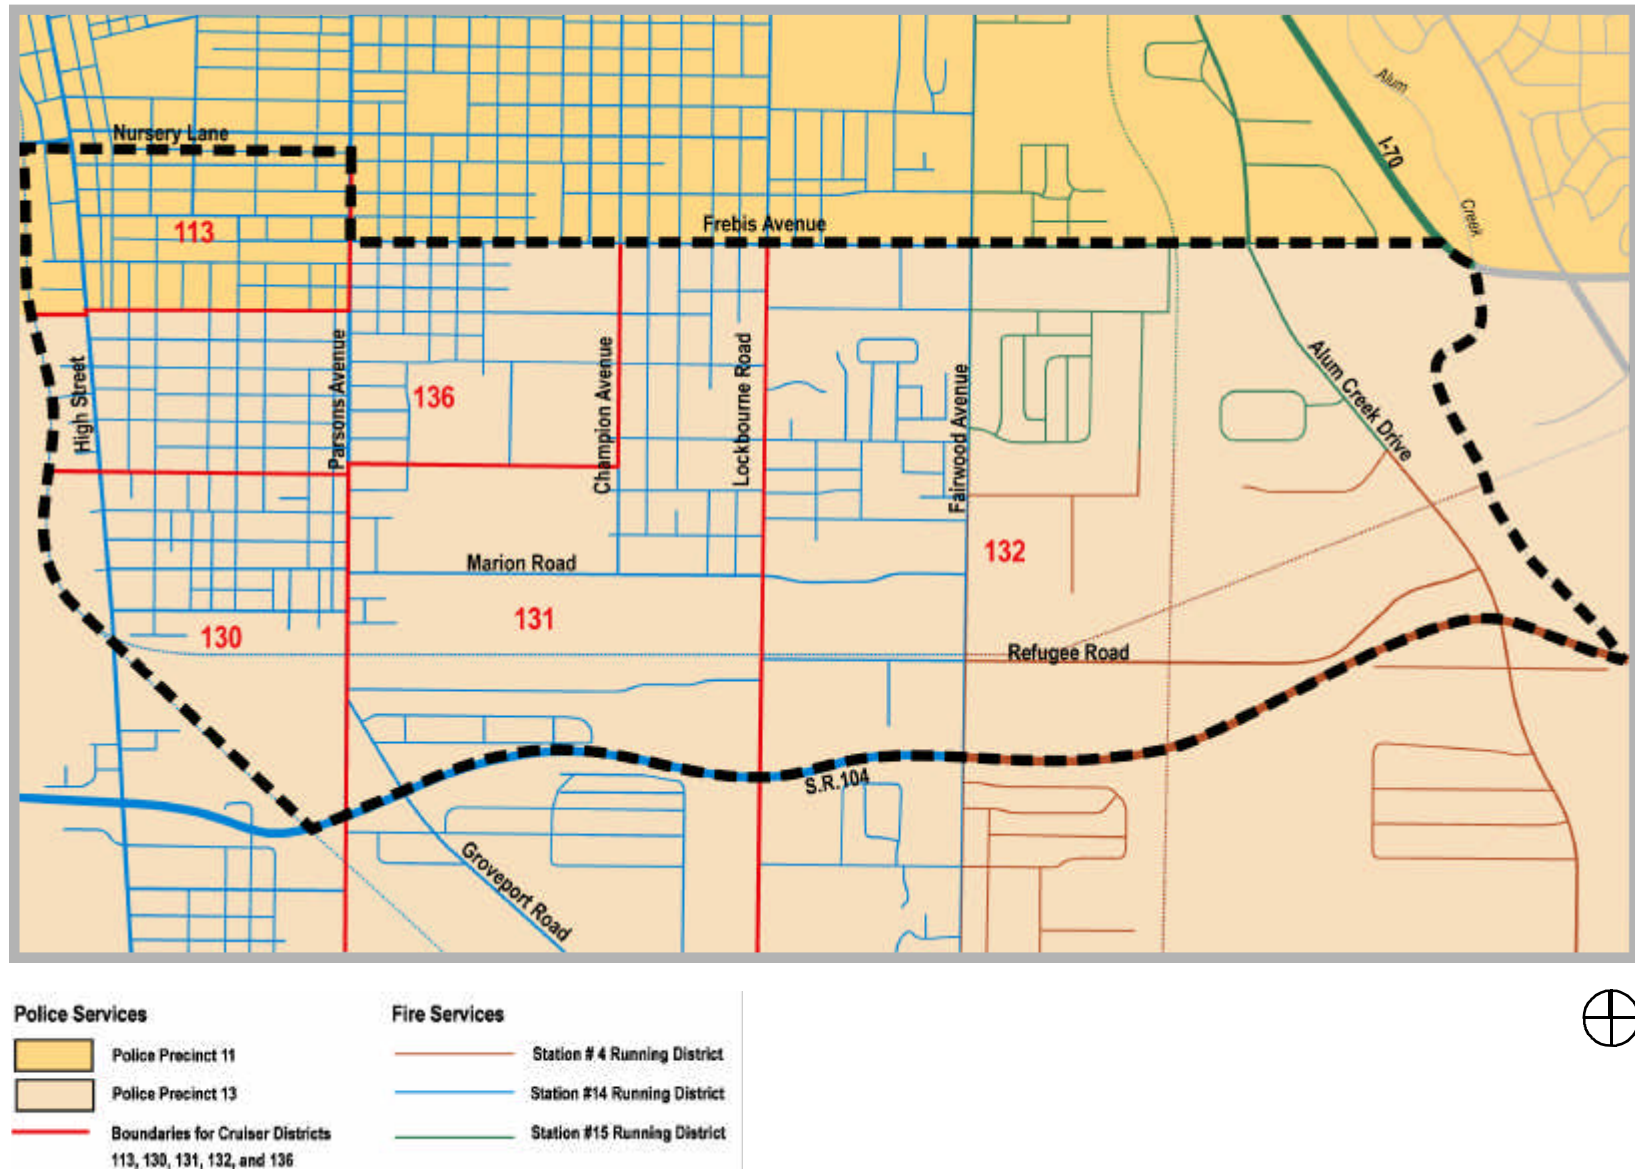 Alum
Nursery Lane
I-70
Creek
Frebis Avenue
113
High Street
Parsons Avenue
136
Champion Avenue
Lockbourne Road
Fairwood Avenue
Alum Creek Drive
132
Marion Road
131
130
Refugee Road
S.R.104
Groveport Road
Police Services
Police Precinct 11
Police Precinct 13
Boundaries for Cruiser Districts
113, 130, 131, 132, and 136
Fire Services
Station # 4 Running District
Station #14 Running District
Station #15 Running District